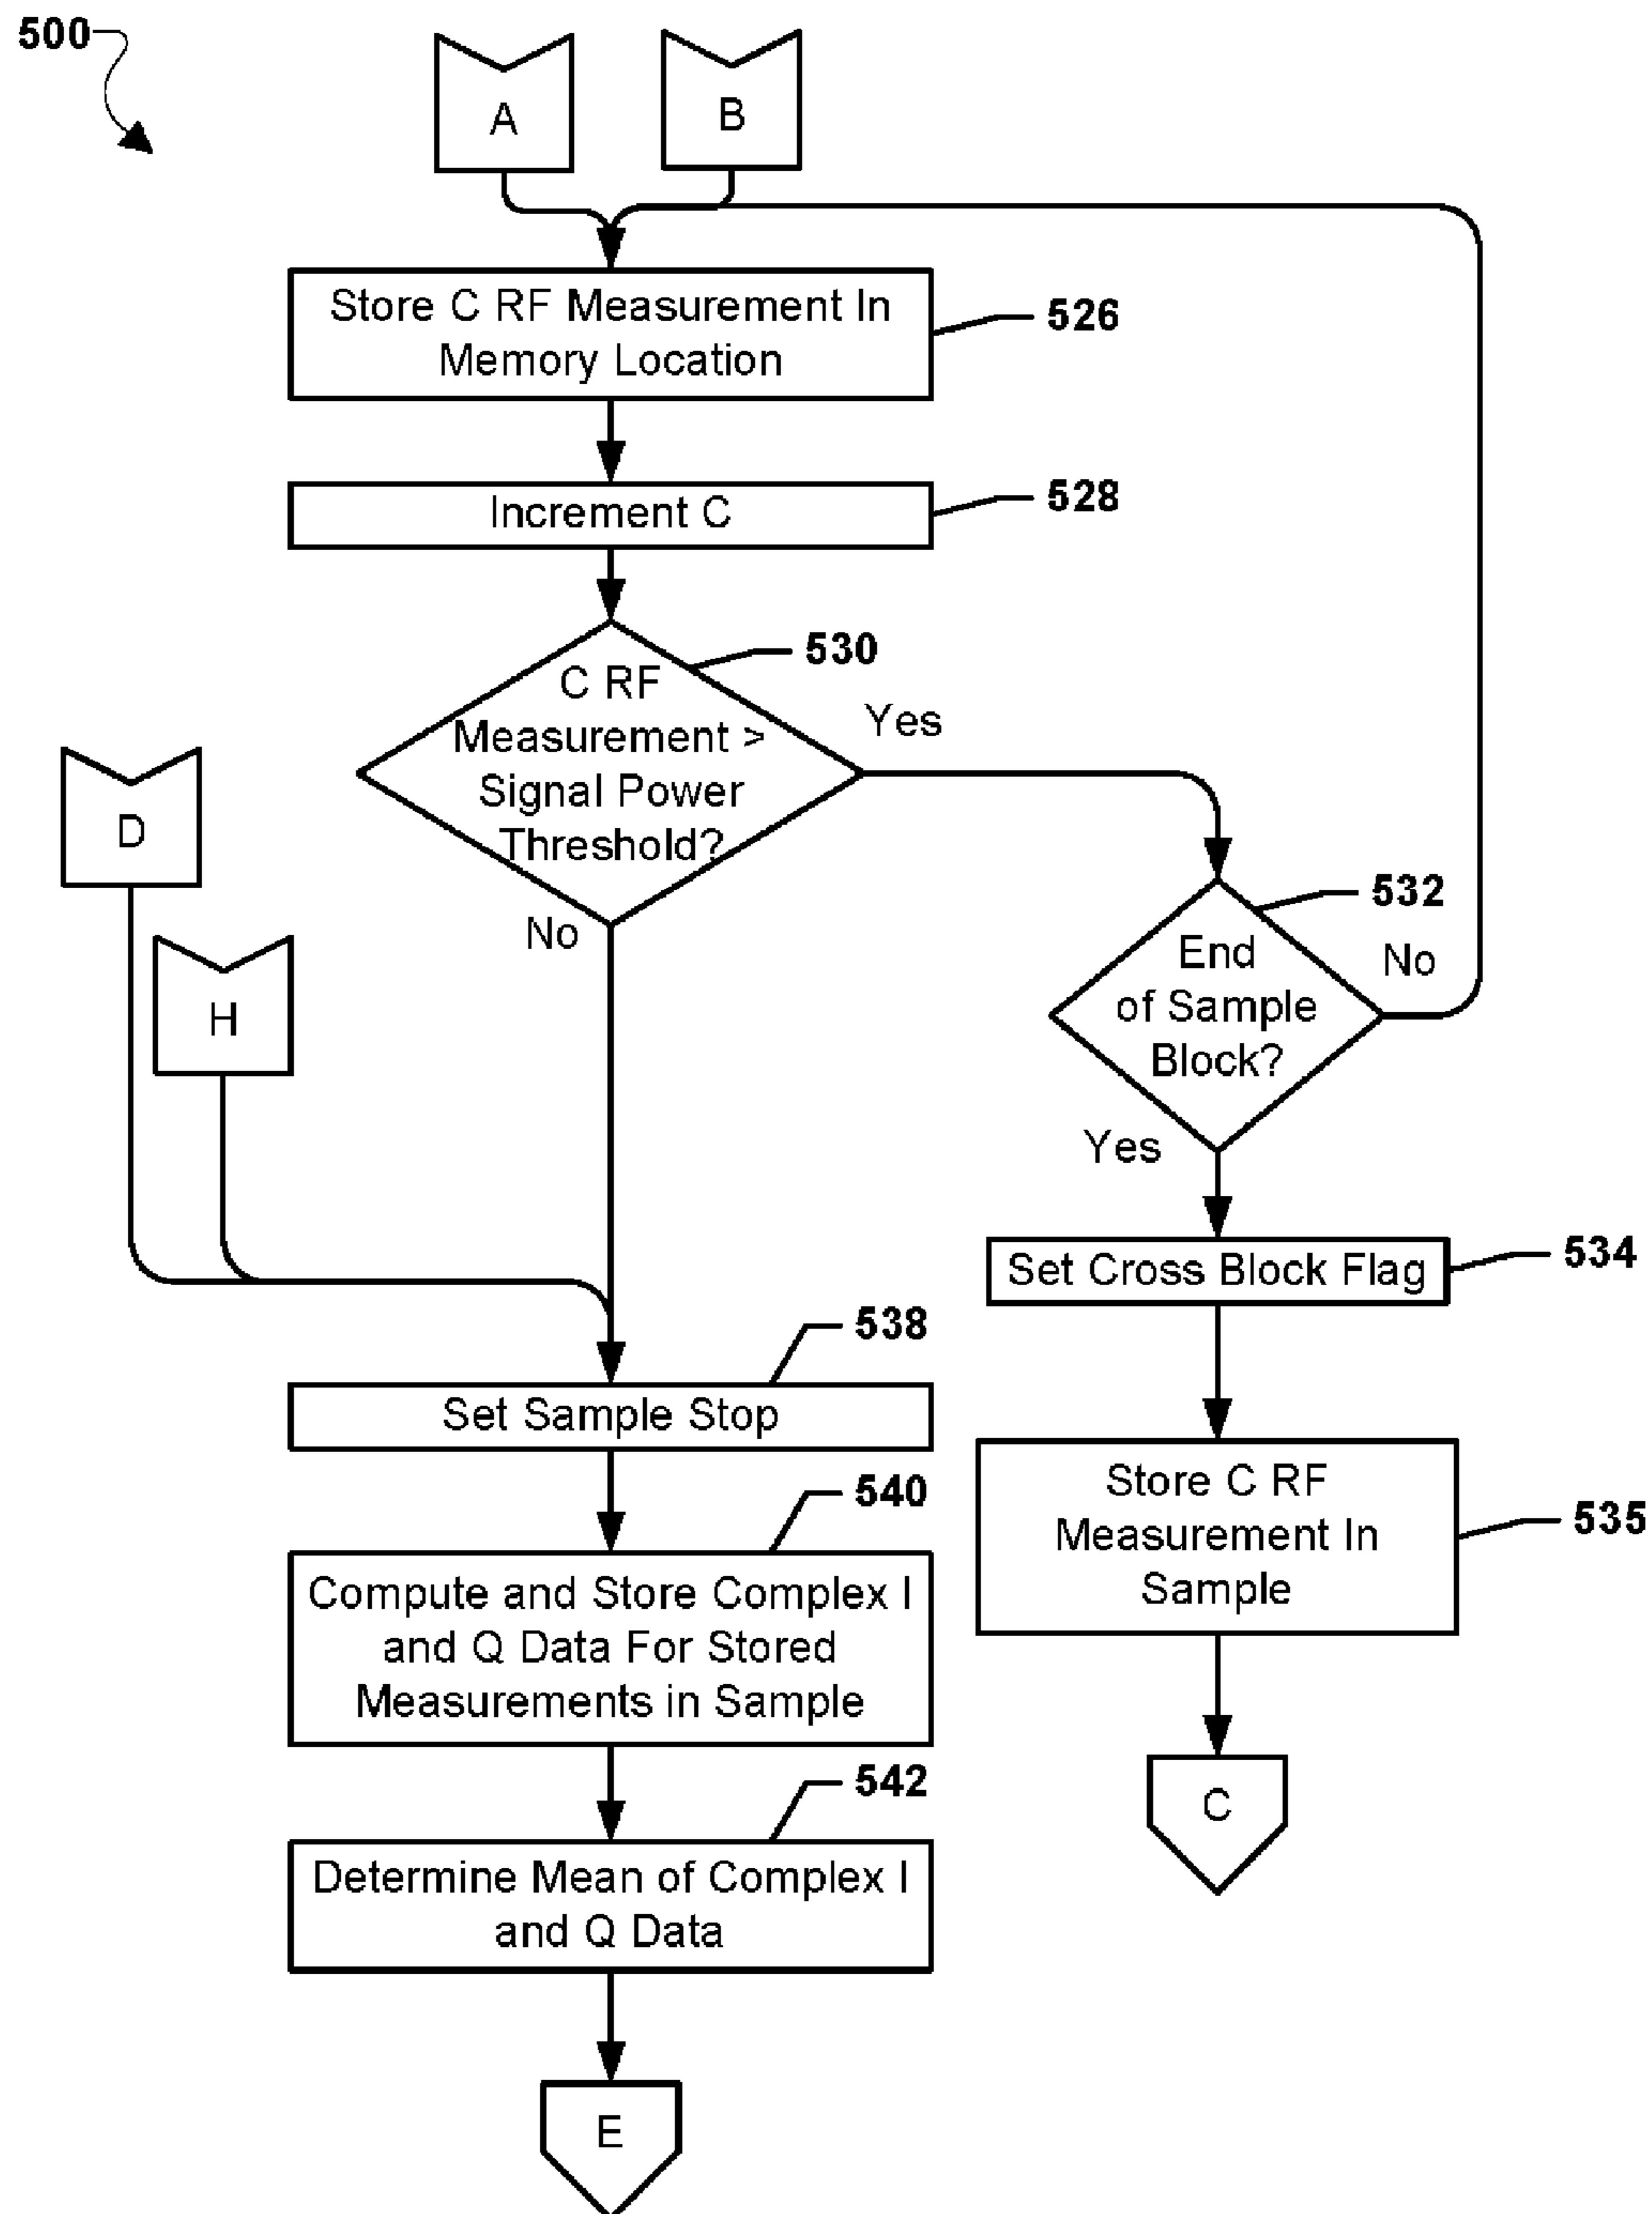 500
A
B
Store C RF Measurement In
Memory Location
526
Increment C
528
530
C RF
Measurement >
Signal Power
Threshold?
Yes
No
D
H
532
End
of Sample
Block?
No
Yes
Set Cross Block Flag
534
538
Set Sample Stop
Store C RF
Measurement In
Sample
535
540
Compute and Store Complex I
and Q Data For Stored
Measurements in Sample
C
542
Determine Mean of Complex I
and Q Data
E